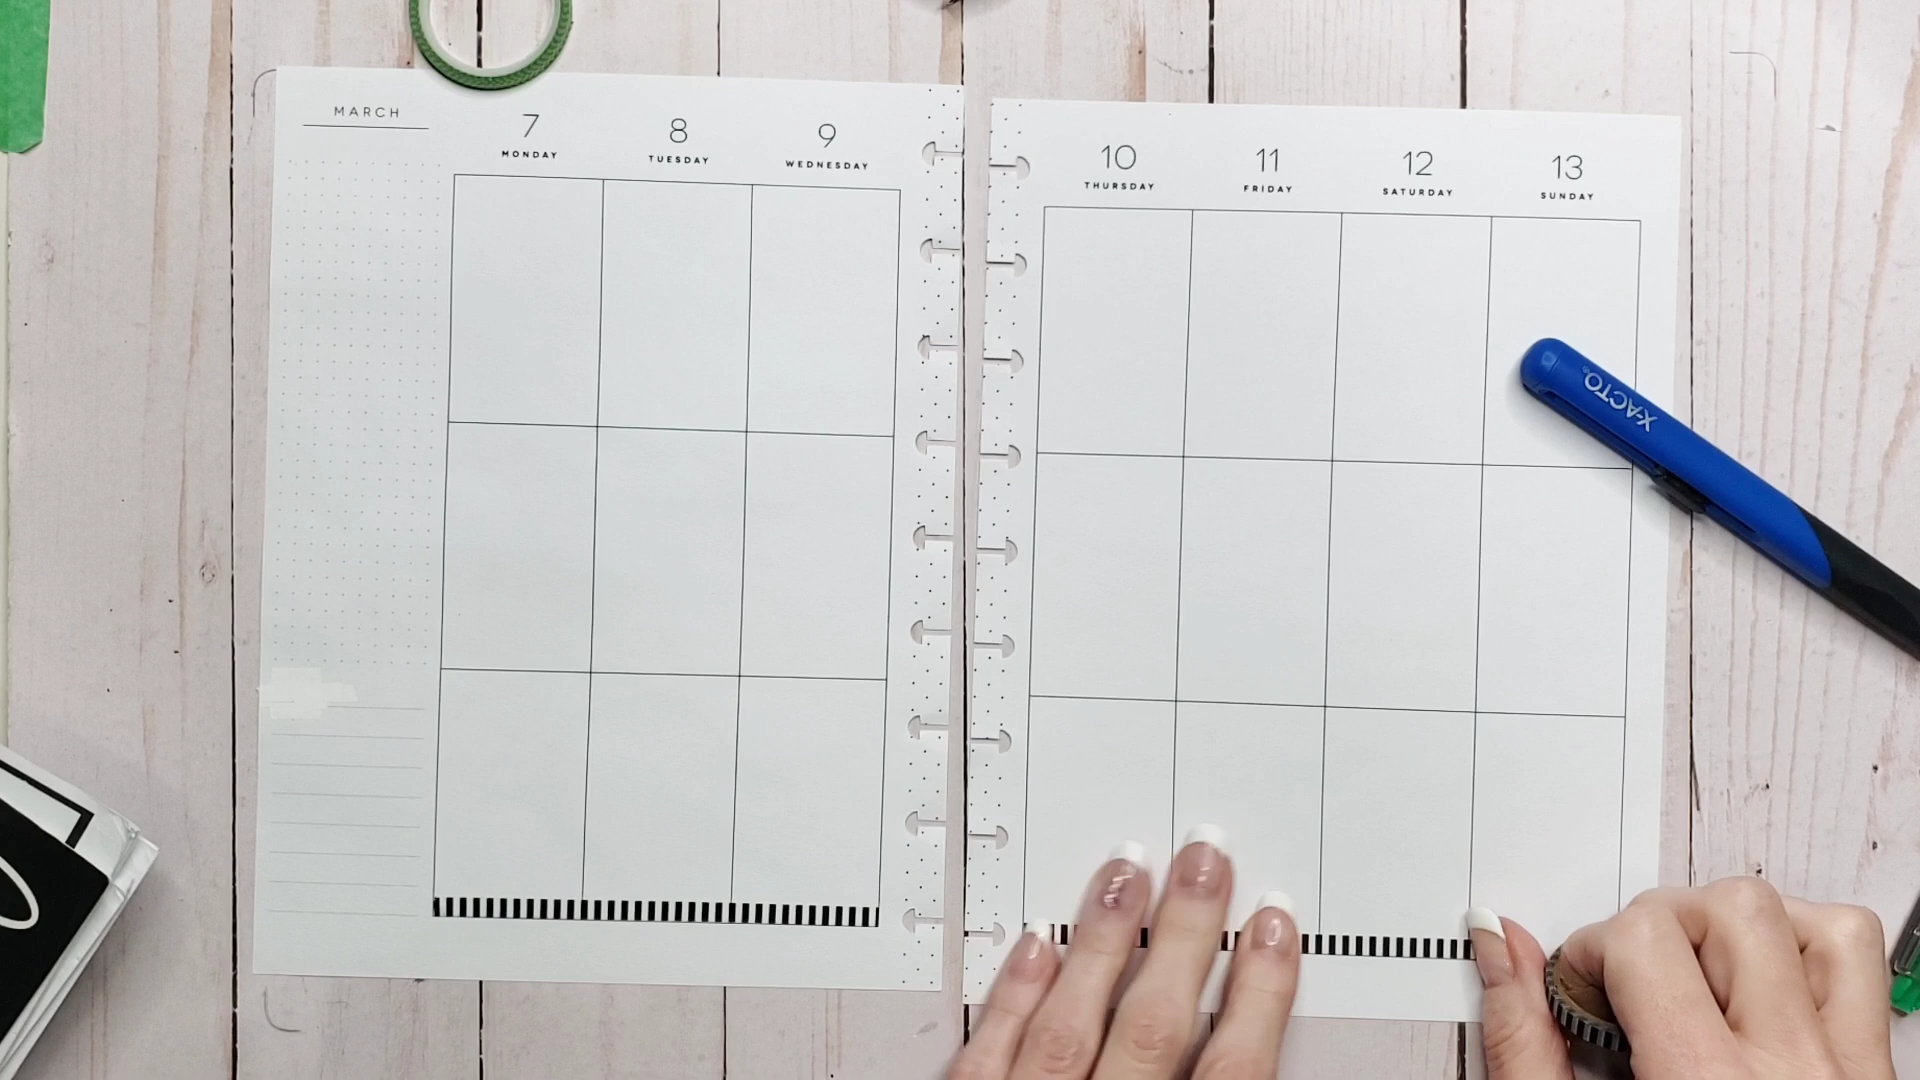 MARCH
7
MONDAY
8
TUESDAY
9
WEDNESDAY
10
THURSDAY
11
FRIDAY
12
SATURDAY
13
SUNDAY
X-ACTO®